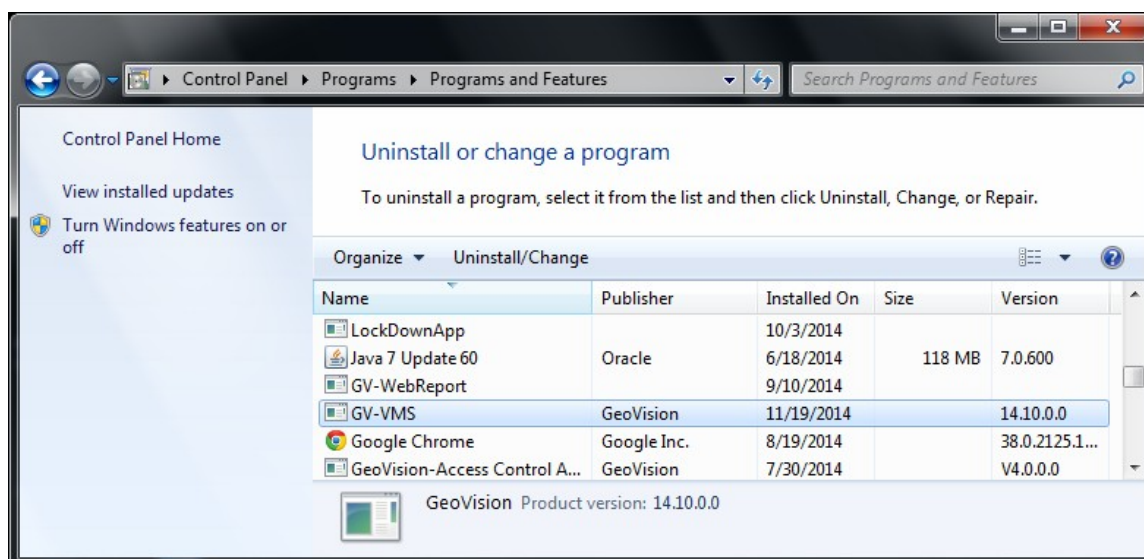 Control Panel ▸ Programs ▸ Programs and Features
Search Programs and Features
Control Panel Home
View installed updates
Turn Windows features on or
off
Uninstall or change a program
To uninstall a program, select it from the list and then click Uninstall, Change, or Repair.
Organize Uninstall/Change
Name Publisher Installed On Size Version
LockDownApp 10/3/2014
Java 7 Update 60 Oracle 6/18/2014 118 MB 7.0.600
GV-WebReport 9/10/2014
GV-VMS GeoVision 11/19/2014 14.10.0.0
Google Chrome Google Inc. 8/19/2014 38.0.2125.1...
GeoVision-Access Control A... GeoVision 7/30/2014 V4.0.0.0
GeoVision Product version: 14.10.0.0